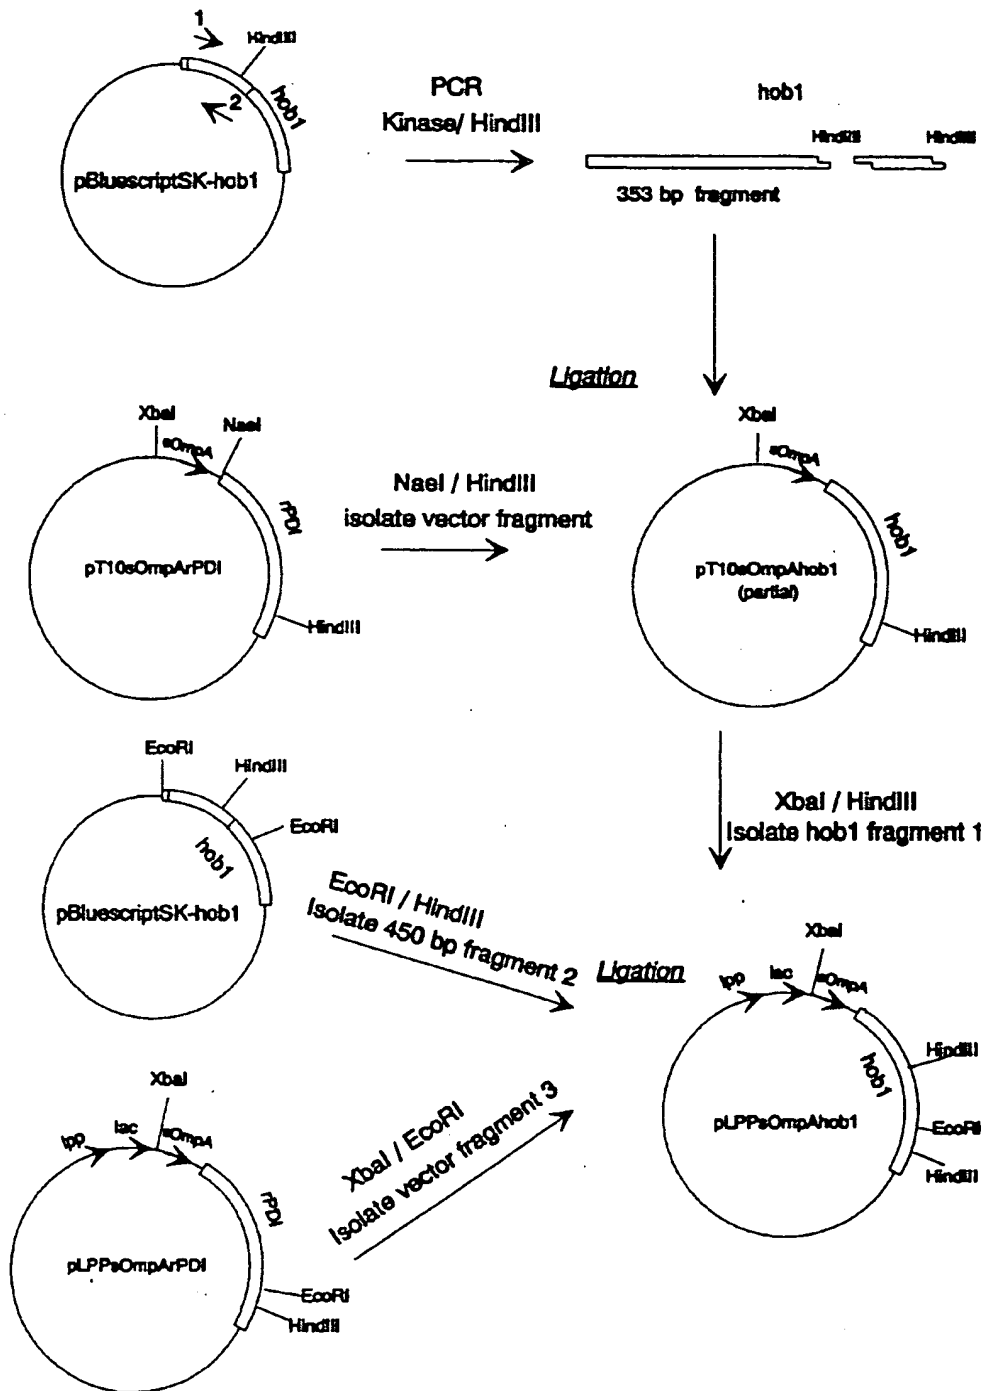 1
HindIII
2
hob1
pBluescriptSK-hob1
PCR
Kinase/ HindIII
hob1
HindIII
HindIII
353 bp fragment
Ligation
XbaI
sOmpA
NaeI
rPDI
pT10sOmpArPDI
HindIII
NaeI / HindIII
isolate vector fragment
XbaI
sOmpA
hob1
pT10sOmpAhob1
(partial)
HindIII
EcoRI
HindIII
EcoRI
hob1
pBluescriptSK-hob1
EcoRI / HindIII
Isolate 450 bp fragment 2
XbaI / HindIII
Isolate hob1 fragment 1
Ligation
XbaI
lpp
lac
sOmpA
HindIII
hob1
pLPPsOmpAhob1
EcoRI
HindIII
XbaI
lpp
lac
sOmpA
rPDI
pLPPsOmpArPDI
EcoRI
HindIII
XbaI / EcoRI
Isolate vector fragment 3